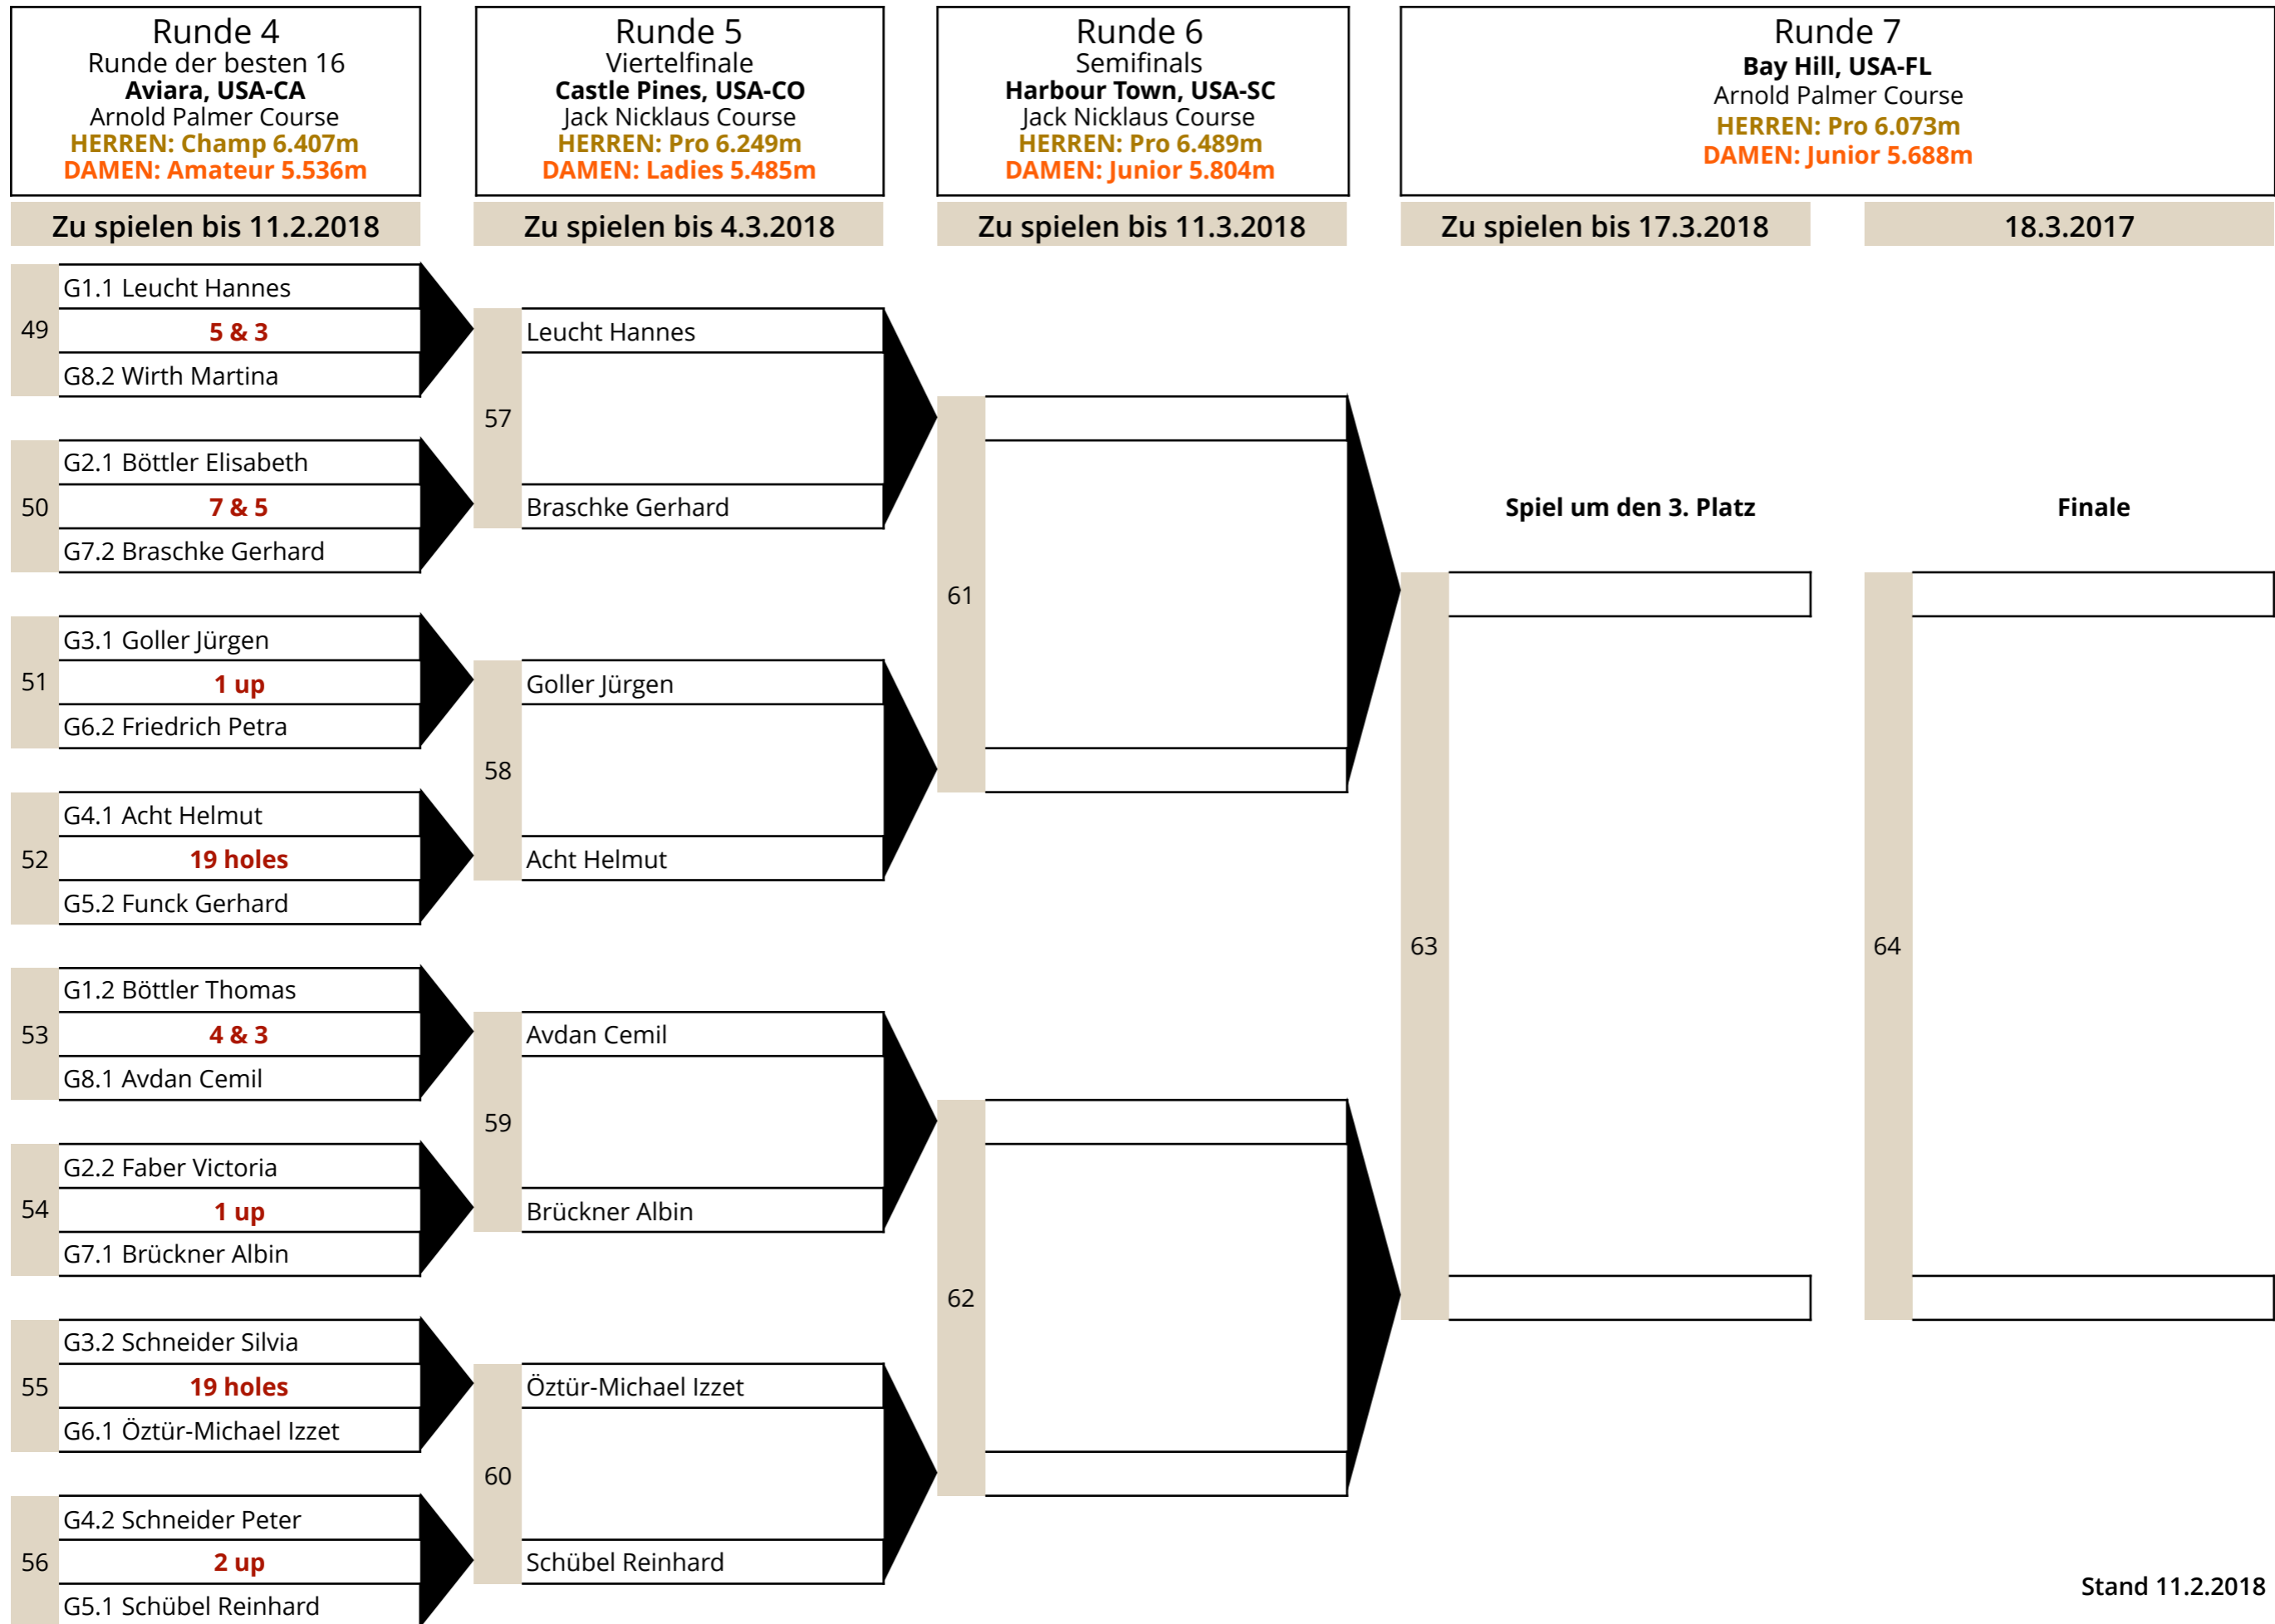 Runde 4
Runde der besten 16
Aviara, USA-CA
Arnold Palmer Course
HERREN: Champ 6.407m
DAMEN: Amateur 5.536m
Zu spielen bis 11.2.2018
Runde 5
Viertelfinale
Castle Pines, USA-CO
Jack Nicklaus Course
HERREN: Pro 6.249m
DAMEN: Ladies 5.485m
Zu spielen bis 4.3.2018
Runde 6
Semifinals
Harbour Town, USA-SC
Jack Nicklaus Course
HERREN: Pro 6.489m
DAMEN: Junior 5.804m
Zu spielen bis 11.3.2018
Runde 7
Bay Hill, USA-FL
Arnold Palmer Course
HERREN: Pro 6.073m
DAMEN: Junior 5.688m
Zu spielen bis 17.3.2018
18.3.2017
G1.1 Leucht Hannes
49
5 & 3
G8.2 Wirth Martina
G2.1 Böttler Elisabeth
50
7 & 5
G7.2 Braschke Gerhard
G3.1 Goller Jürgen
51
1 up
G6.2 Friedrich Petra
G4.1 Acht Helmut
52
19 holes
G5.2 Funck Gerhard
G1.2 Böttler Thomas
53
4 & 3
G8.1 Avdan Cemil
G2.2 Faber Victoria
54
1 up
G7.1 Brückner Albin
G3.2 Schneider Silvia
55
19 holes
G6.1 Öztür-Michael Izzet
G4.2 Schneider Peter
56
2 up
G5.1 Schübel Reinhard
Leucht Hannes
57
Braschke Gerhard
Goller Jürgen
58
Acht Helmut
Avdan Cemil
59
Brückner Albin
Öztür-Michael Izzet
60
Schübel Reinhard
61
62
Spiel um den 3. Platz
63
Finale
64
Stand 11.2.2018